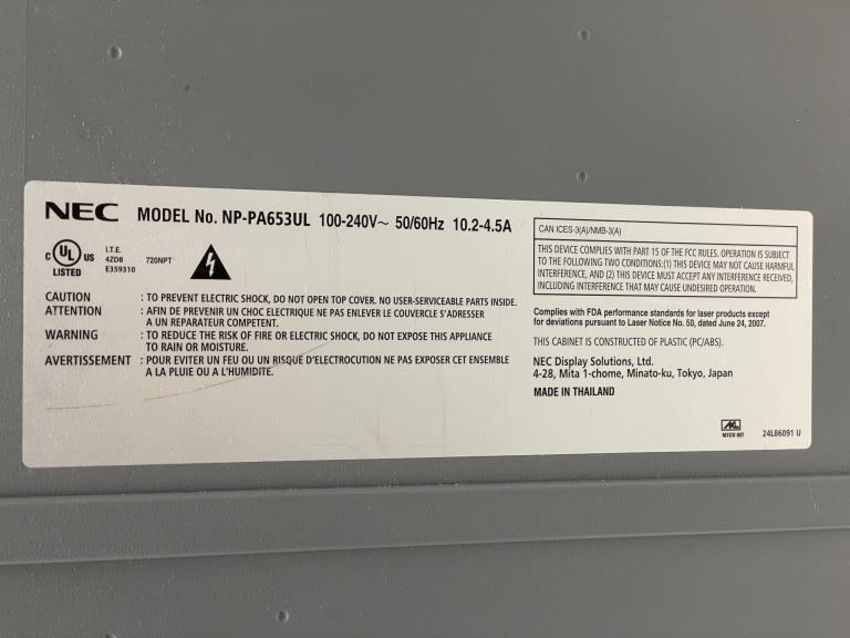 NEC MODEL No. NP-PA653UL 100-240V~ 50/60Hz 10.2-4.5A
C UL US
LISTED
I.T.E.
4ZD8
E359310
720NPT
CAUTION : TO PREVENT ELECTRIC SHOCK, DO NOT OPEN TOP COVER. NO USER-SERVICEABLE PARTS INSIDE.
ATTENTION : AFIN DE PREVENIR UN CHOC ELECTRIQUE NE PAS ENLEVER LE COUVERCLE S'ADRESSER
A UN REPARATEUR COMPETENT.
WARNING : TO REDUCE THE RISK OF FIRE OR ELECTRIC SHOCK, DO NOT EXPOSE THIS APPLIANCE
TO RAIN OR MOISTURE.
AVERTISSEMENT : POUR EVITER UN FEU OU UN RISQUE D'ELECTROCUTION NE PAS EXPOSER CET ENSEMBLE
A LA PLUIE OU A L'HUMIDITE.
CAN ICES-3(A)/NMB-3(A)
THIS DEVICE COMPLIES WITH PART 15 OF THE FCC RULES. OPERATION IS SUBJECT
TO THE FOLLOWING TWO CONDITIONS:(1) THIS DEVICE MAY NOT CAUSE HARMFUL
INTERFERENCE, AND (2) THIS DEVICE MUST ACCEPT ANY INTERFERENCE RECEIVED,
INCLUDING INTERFERENCE THAT MAY CAUSE UNDESIRED OPERATION.
Complies with FDA performance standards for laser products except
for deviations pursuant to Laser Notice No. 50, dated June 24, 2007.
THIS CABINET IS CONSTRUCTED OF PLASTIC (PC/ABS).
NEC Display Solutions, Ltd.
4-28, Mita 1-chome, Minato-ku, Tokyo, Japan
MADE IN THAILAND
24L86091 U